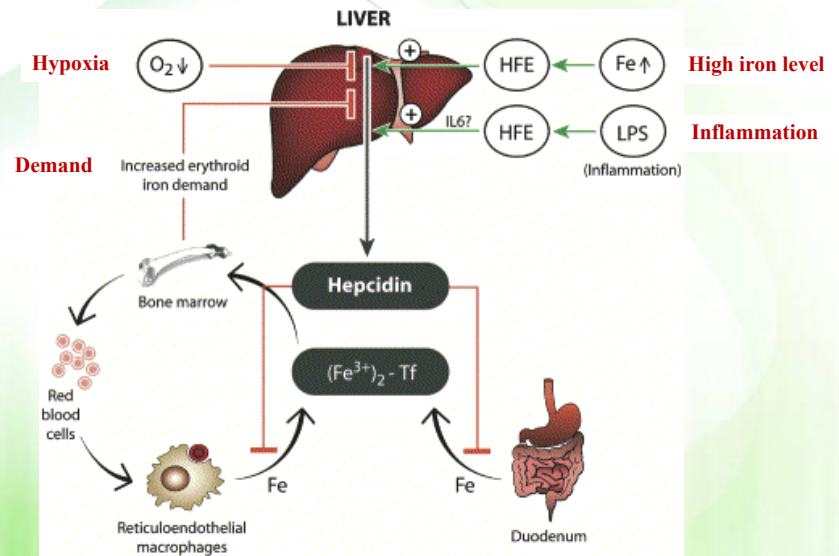 LIVER
Hypoxia
O₂↓
+
HFE
Fe↑
High iron level
+
IL6?
HFE
LPS
(Inflammation)
Inflammation
Demand
Increased erythroid
iron demand
Bone marrow
Hepcidin
(Fe³⁺)₂ - Tf
Red
blood
cells
Fe
Fe
Reticuloendothelial
macrophages
Duodenum